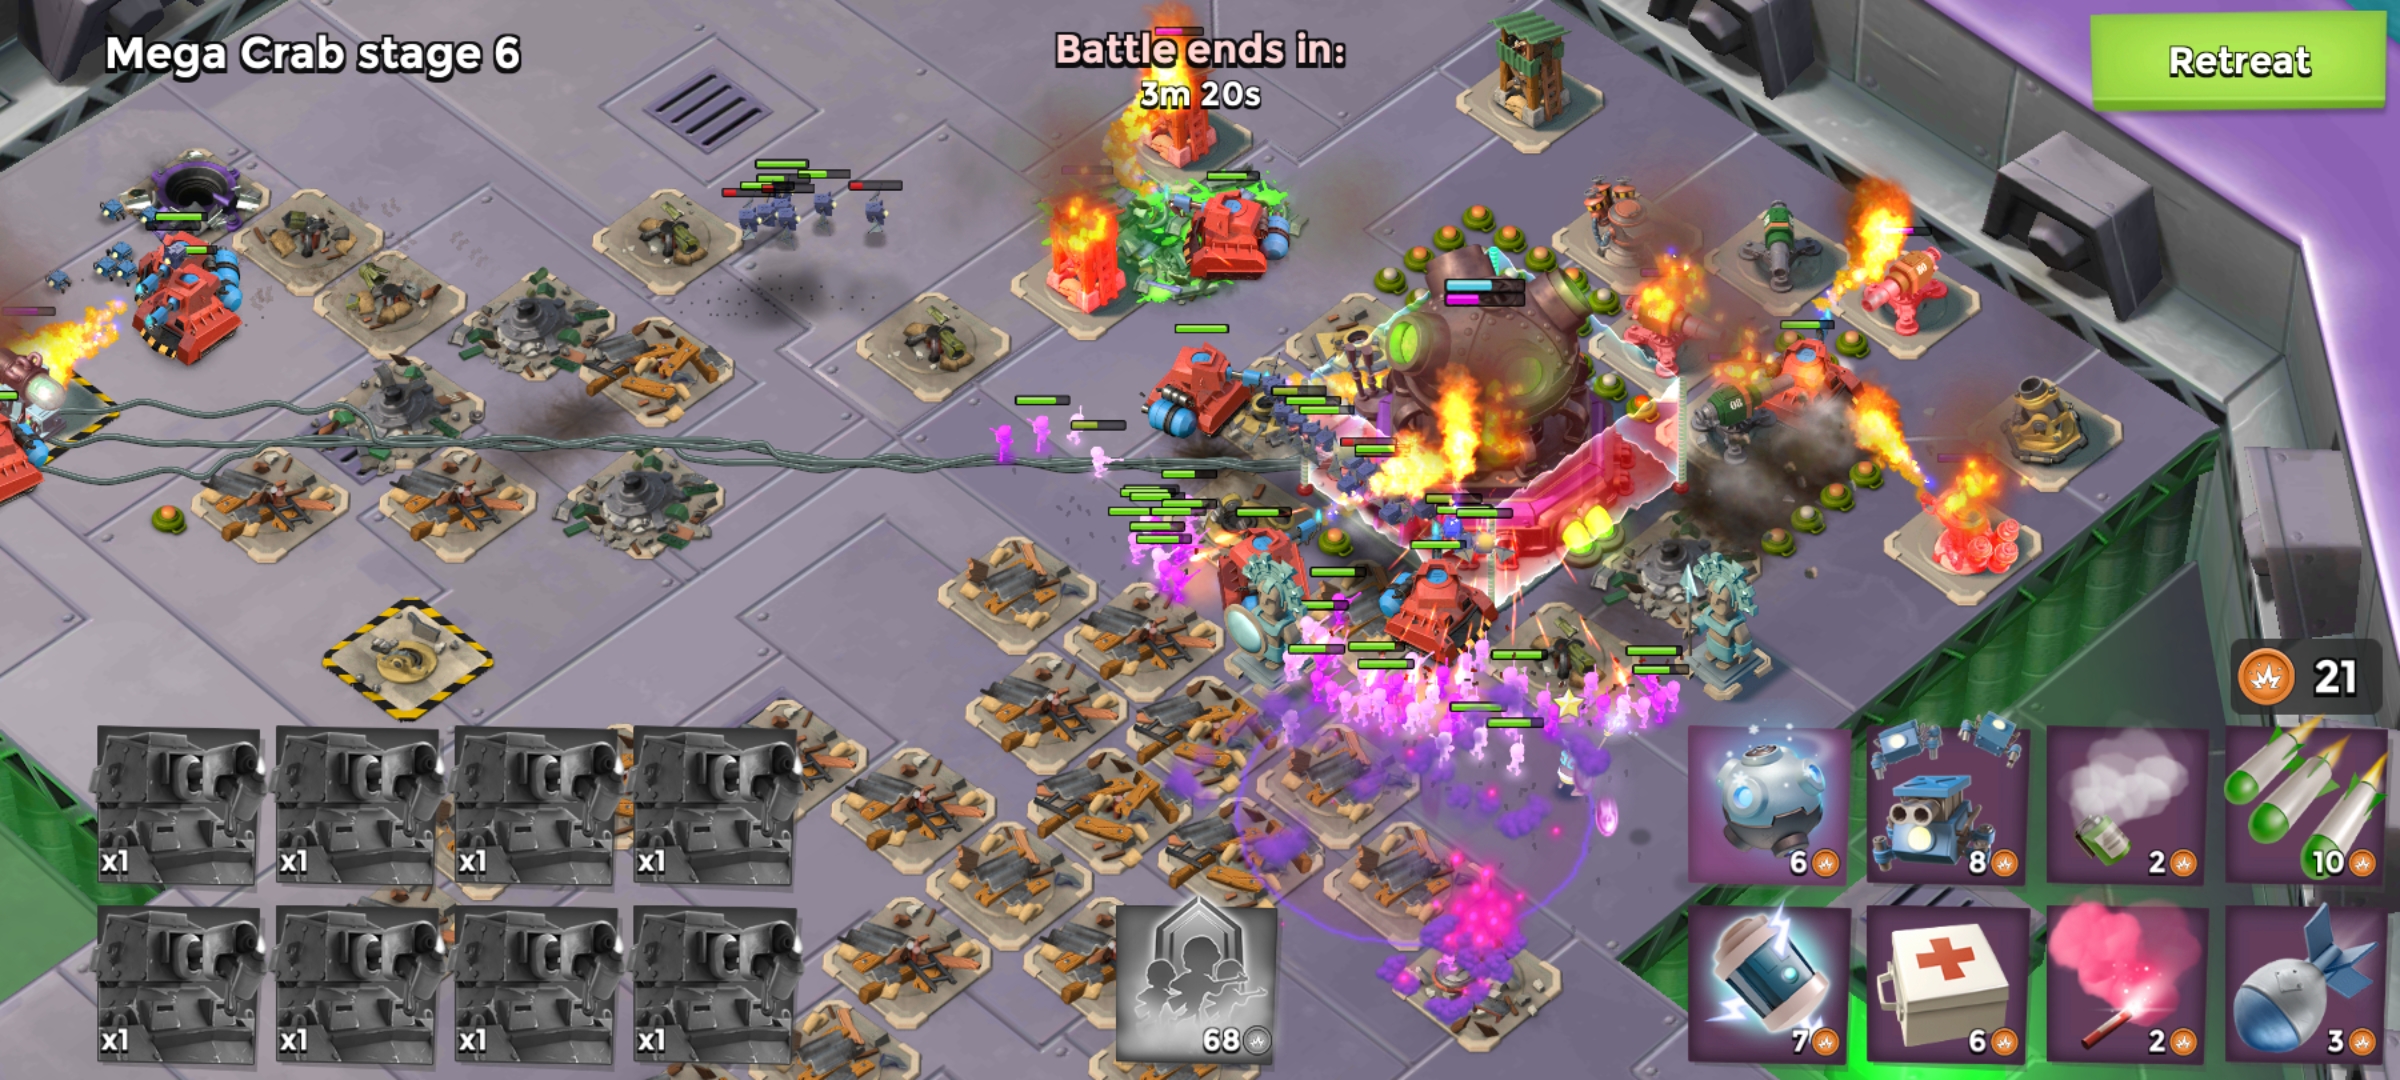 Mega Crab stage 6
Battle ends in:
3m 20s
Retreat
21
x1
x1
x1
x1
6
8
2
10
x1
x1
x1
x1
68
7
6
2
3